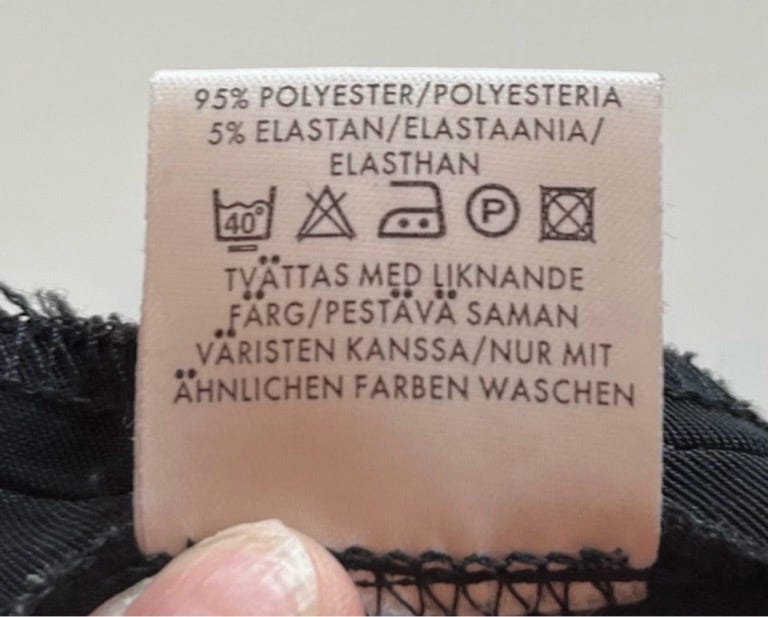 95% POLYESTER/POLYESTERIA
5% ELASTAN/ELASTAANIA/
ELASTHAN
40° P
TVÄTTAS MED LIKNANDE
FÄRG/PESTÄVÄ SAMAN
VÄRISTEN KANSSA/NUR MIT
ÄHNLICHEN FARBEN WASCHEN